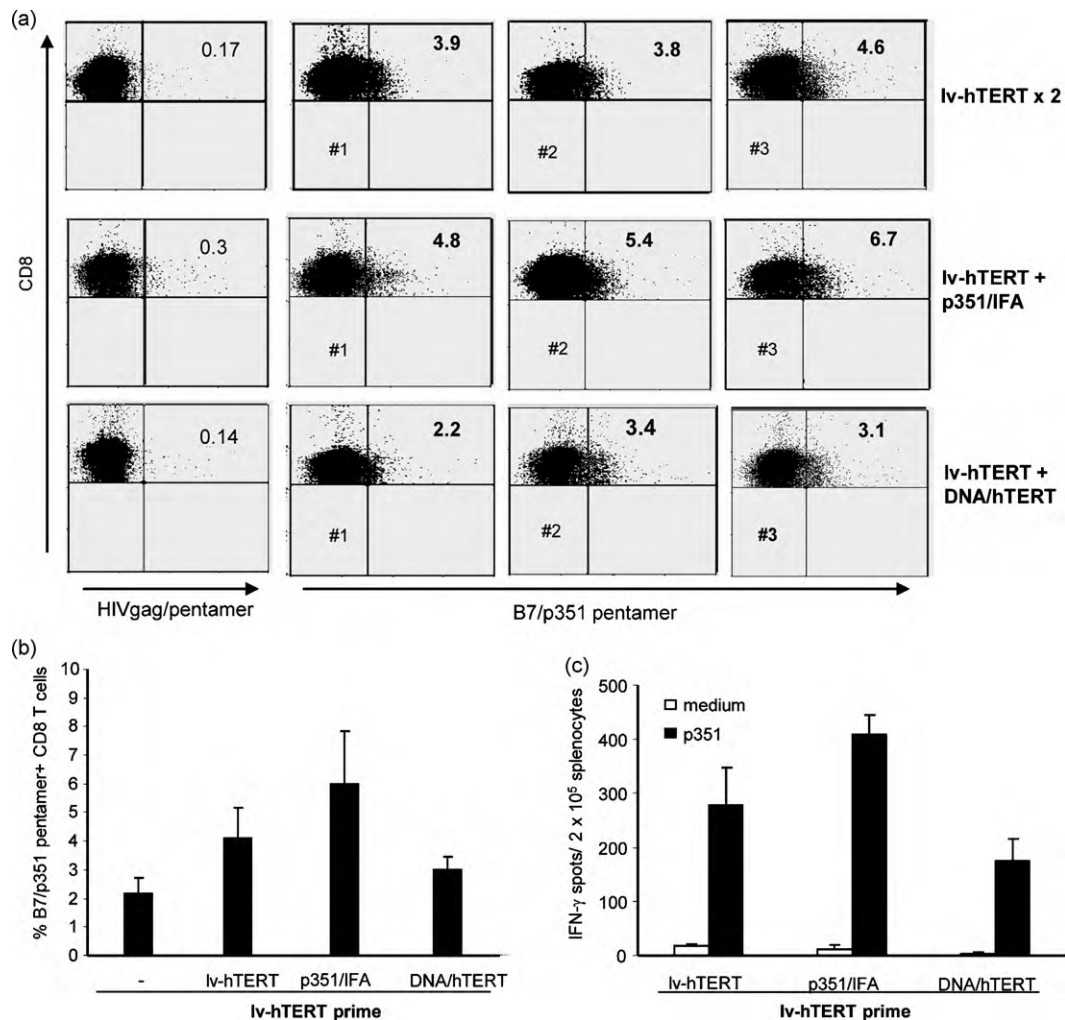 (a)
CD8
0.17
3.9
3.8
4.6
#1
#2
#3
lv-hTERT x 2
0.3
4.8
5.4
6.7
#1
#2
#3
lv-hTERT +
p351/IFA
0.14
2.2
3.4
3.1
#1
#2
#3
lv-hTERT +
DNA/hTERT
HIVgag/pentamer
B7/p351 pentamer
(b)
% B7/p351 pentamer+ CD8 T cells
10
9
8
7
6
5
4
3
2
1
0
- lv-hTERT p351/IFA DNA/hTERT
lv-hTERT prime
(c)
IFN-γ spots/ 2 x 10⁵ splenocytes
500
400
300
200
100
0
medium
p351
lv-hTERT p351/IFA DNA/hTERT
lv-hTERT prime